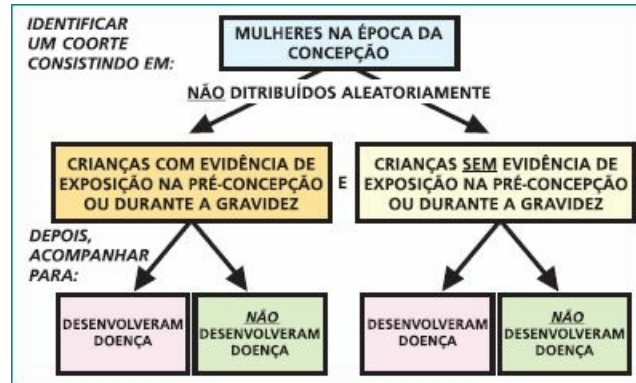 IDENTIFICAR
UM COORTE
CONSISTINDO EM:
MULHERES NA ÉPOCA DA
CONCEPÇÃO
NÃO DITRIBUÍDOS ALEATORIAMENTE
CRIANÇAS COM EVIDÊNCIA DE
EXPOSIÇÃO NA PRÉ-CONCEPÇÃO
OU DURANTE A GRAVIDEZ
E
CRIANÇAS SEM EVIDÊNCIA DE
EXPOSIÇÃO NA PRÉ-CONCEPÇÃO
OU DURANTE A GRAVIDEZ
DEPOIS,
ACOMPANHAR
PARA:
DESENVOLVERAM
DOENÇA
NÃO
DESENVOLVERAM
DOENÇA
DESENVOLVERAM
DOENÇA
NÃO
DESENVOLVERAM
DOENÇA